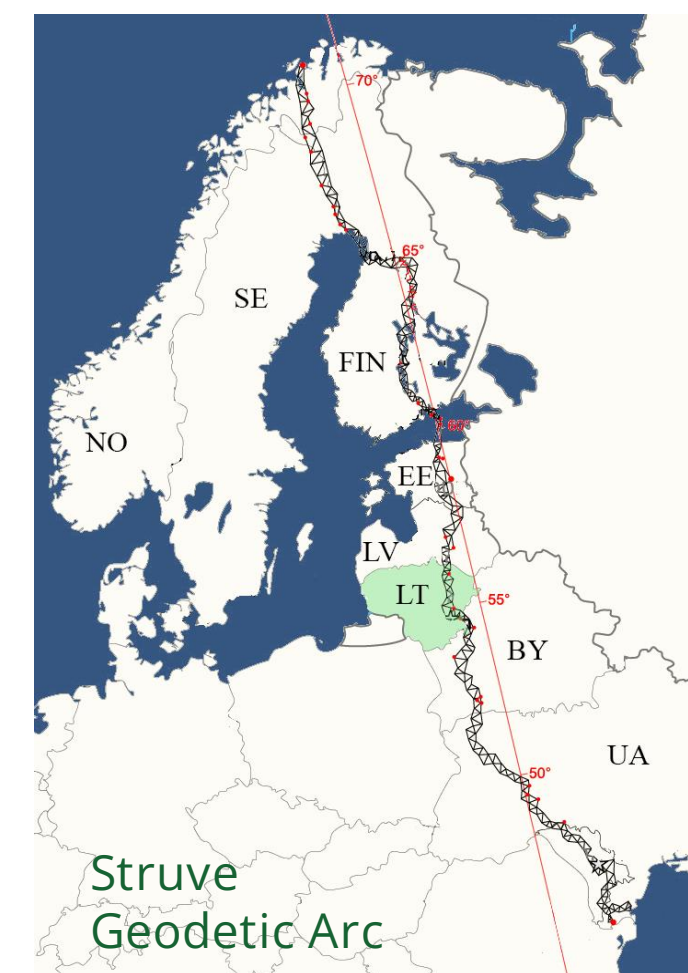 70°
65°
SE
FIN
60°
NO
EE
LV
LT
55°
BY
50°
UA
Struve
Geodetic Arc